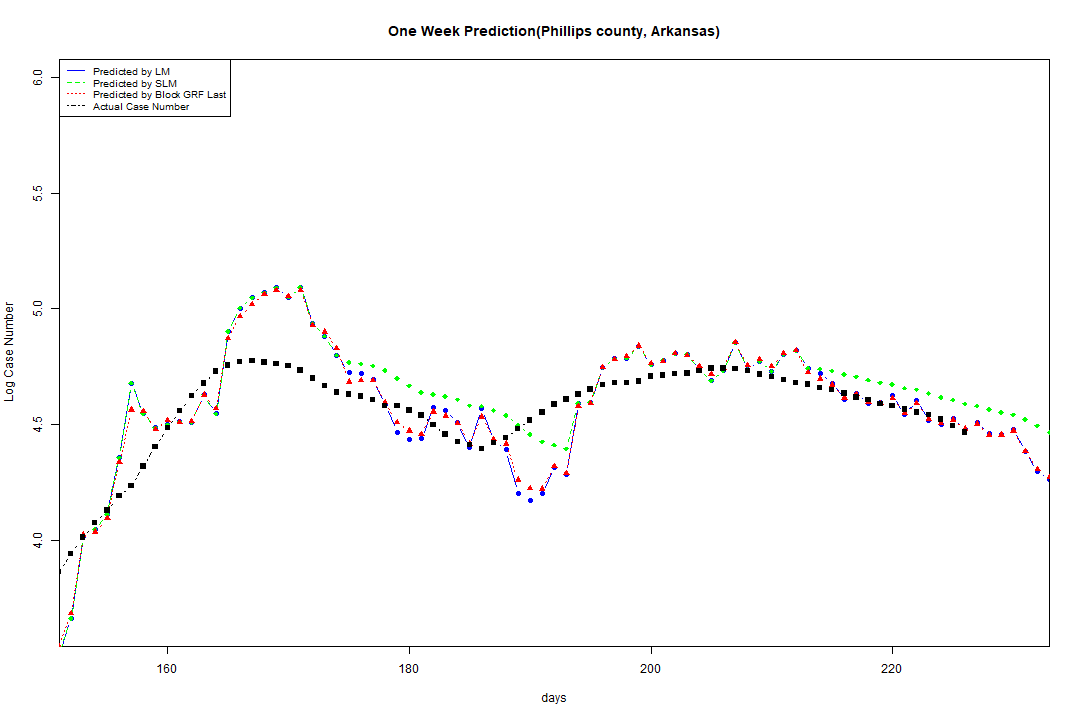 One Week Prediction(Phillips county, Arkansas)
Predicted by LM
Predicted by SLM
Predicted by Block GRF Last
Actual Case Number
6.0
5.5
5.0
4.5
4.0
Log Case Number
160
180
200
220
days